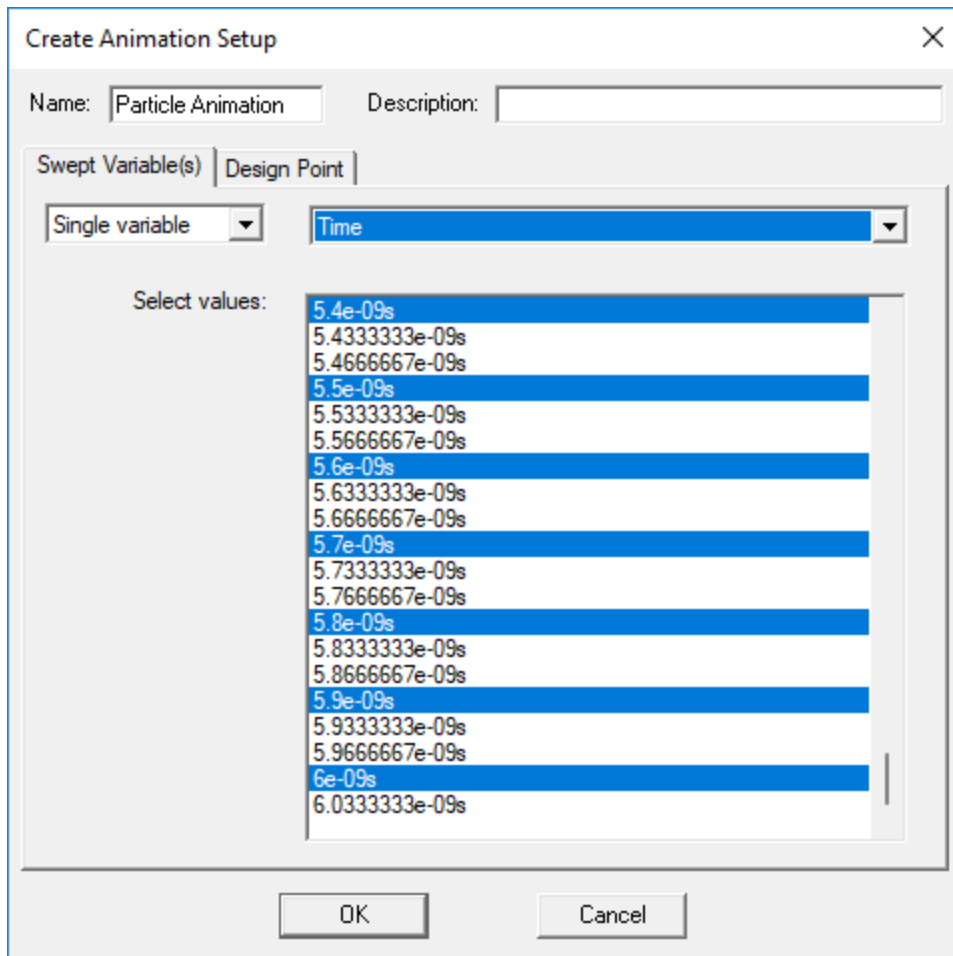 Create Animation Setup
Name: Particle Animation Description:
Swept Variable(s) Design Point
Single variable Time
Select values:
5.4e-09s
5.4333333e-09s
5.4666667e-09s
5.5e-09s
5.5333333e-09s
5.5666667e-09s
5.6e-09s
5.6333333e-09s
5.6666667e-09s
5.7e-09s
5.7333333e-09s
5.7666667e-09s
5.8e-09s
5.8333333e-09s
5.8666667e-09s
5.9e-09s
5.9333333e-09s
5.9666667e-09s
6e-09s
6.0333333e-09s
OK Cancel